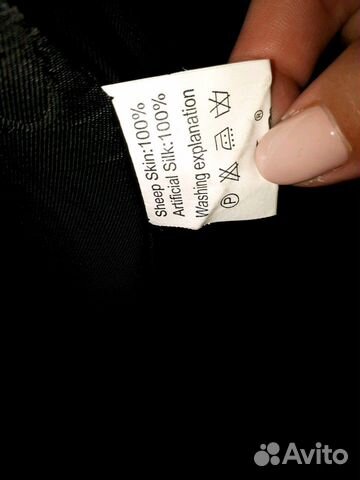 Sheep Skin:100%
Artificial Silk:100%
Washing explanation
P
®
Avito